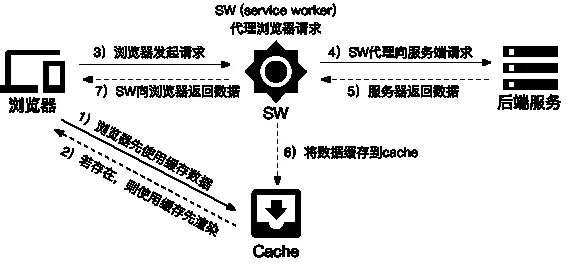 SW (service worker)
代理浏览器请求
3）浏览器发起请求
4）SW代理向服务端请求
7）SW向浏览器返回数据
5）服务器返回数据
浏览器
SW
后端服务
1）浏览器先使用缓存数据
2）若存在，则使用缓存先渲染
6）将数据缓存到cache
Cache